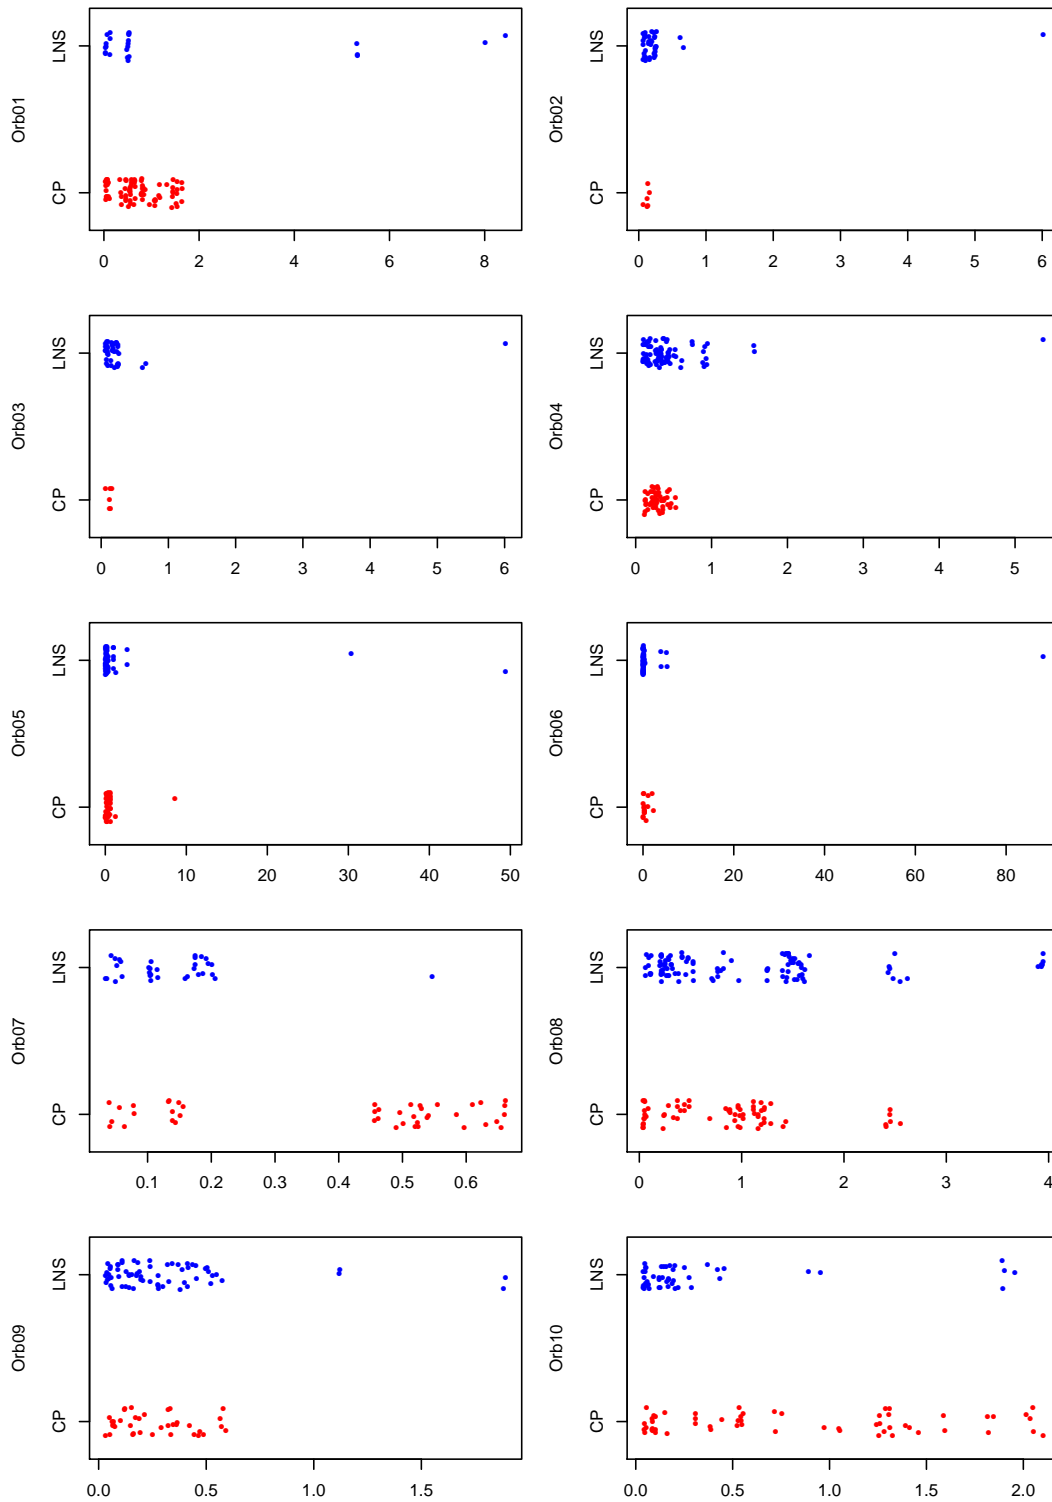 Orb01
LNS
CP
0 2 4 6 8
Orb02
LNS
CP
0 1 2 3 4 5 6
Orb03
LNS
CP
0 1 2 3 4 5 6
Orb04
LNS
CP
0 1 2 3 4 5
Orb05
LNS
CP
0 10 20 30 40 50
Orb06
LNS
CP
0 20 40 60 80
Orb07
LNS
CP
0.1 0.2 0.3 0.4 0.5 0.6
Orb08
LNS
CP
0 1 2 3 4
Orb09
LNS
CP
0.0 0.5 1.0 1.5
Orb10
LNS
CP
0.0 0.5 1.0 1.5 2.0